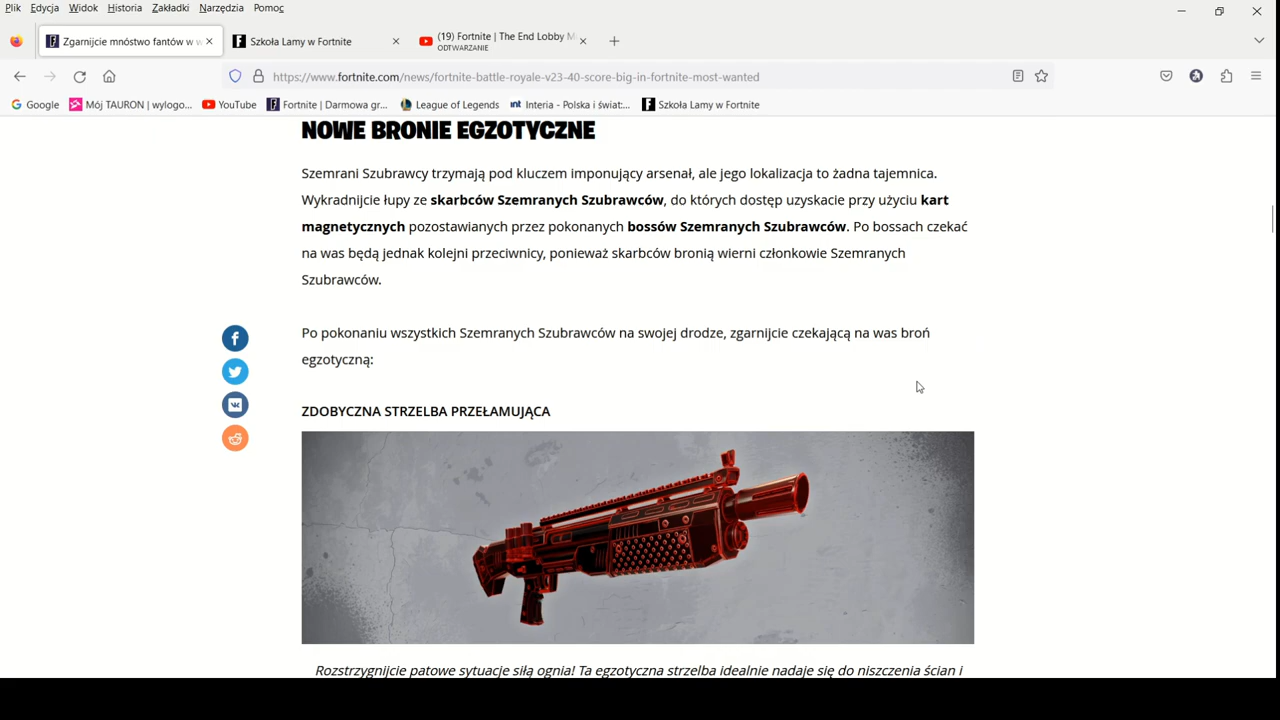 Plik Edycja Widok Historia Zakładki Narzędzia Pomoc
Zgarnijcie mnóstwo fantów w w
Szkoła Lamy w Fortnite
(19) Fortnite | The End Lobby M
ODTWARZANIE
https://www.fortnite.com/news/fortnite-battle-royale-v23-40-score-big-in-fortnite-most-wanted
Google Mój TAURON | wylogo... YouTube Fortnite | Darmowa gr... League of Legends int Interia - Polska i świat:... Szkoła Lamy w Fortnite
NOWE BRONIE EGZOTYCZNE
Szemrani Szubrawcy trzymają pod kluczem imponujący arsenał, ale jego lokalizacja to żadna tajemnica.
Wykradnijcie łupy ze skarbców Szemranych Szubrawców, do których dostęp uzyskacie przy użyciu kart
magnetycznych pozostawianych przez pokonanych bossów Szemranych Szubrawców. Po bossach czekać
na was będą jednak kolejni przeciwnicy, ponieważ skarbców bronią wierni członkowie Szemranych
Szubrawców.
Po pokonaniu wszystkich Szemranych Szubrawców na swojej drodze, zgarnijcie czekającą na was broń
egzotyczną:
ZDOBYCZNA STRZELBA PRZEŁAMUJĄCA
Rozstrzygnijcie patowe sytuacje siłą ognia! Ta egzotyczna strzelba idealnie nadaje się do niszczenia ścian i